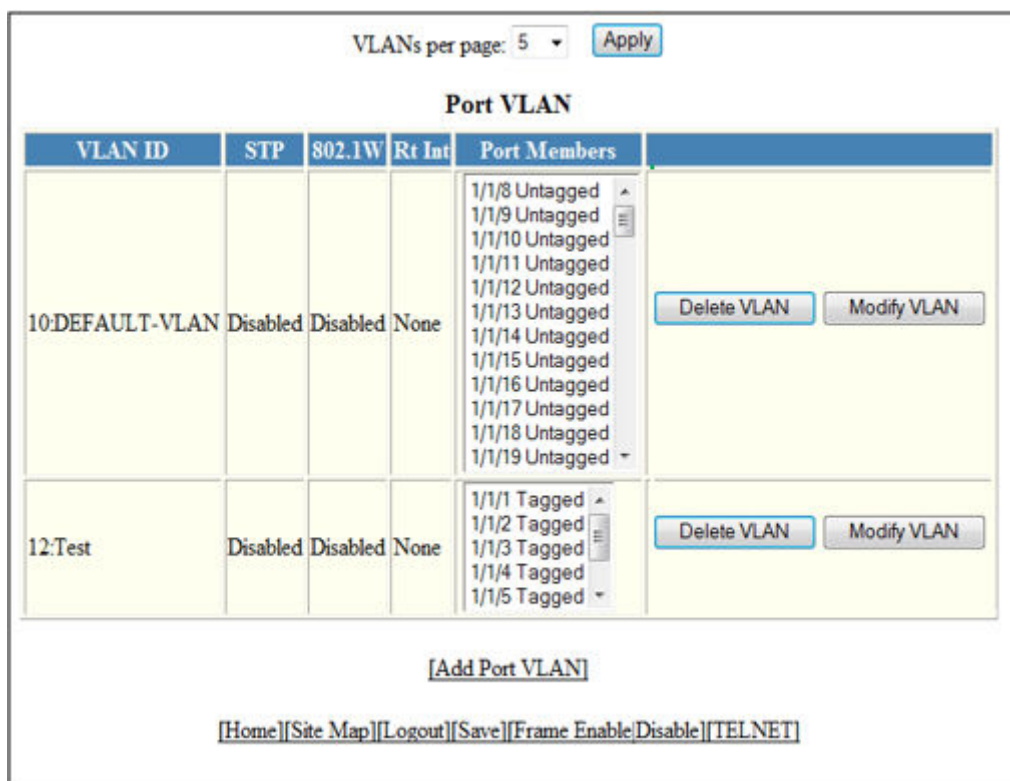 VLANs per page: 5 Apply
Port VLAN
VLAN ID STP 802.1W Rt Int Port Members
10:DEFAULT-VLAN Disabled Disabled None
1/1/8 Untagged
1/1/9 Untagged
1/1/10 Untagged
1/1/11 Untagged
1/1/12 Untagged
1/1/13 Untagged
1/1/14 Untagged
1/1/15 Untagged
1/1/16 Untagged
1/1/17 Untagged
1/1/18 Untagged
1/1/19 Untagged
Delete VLAN Modify VLAN
12:Test Disabled Disabled None
1/1/1 Tagged
1/1/2 Tagged
1/1/3 Tagged
1/1/4 Tagged
1/1/5 Tagged
Delete VLAN Modify VLAN
[Add Port VLAN]
[Home][Site Map][Logout][Save][Frame Enable|Disable][TELNET]